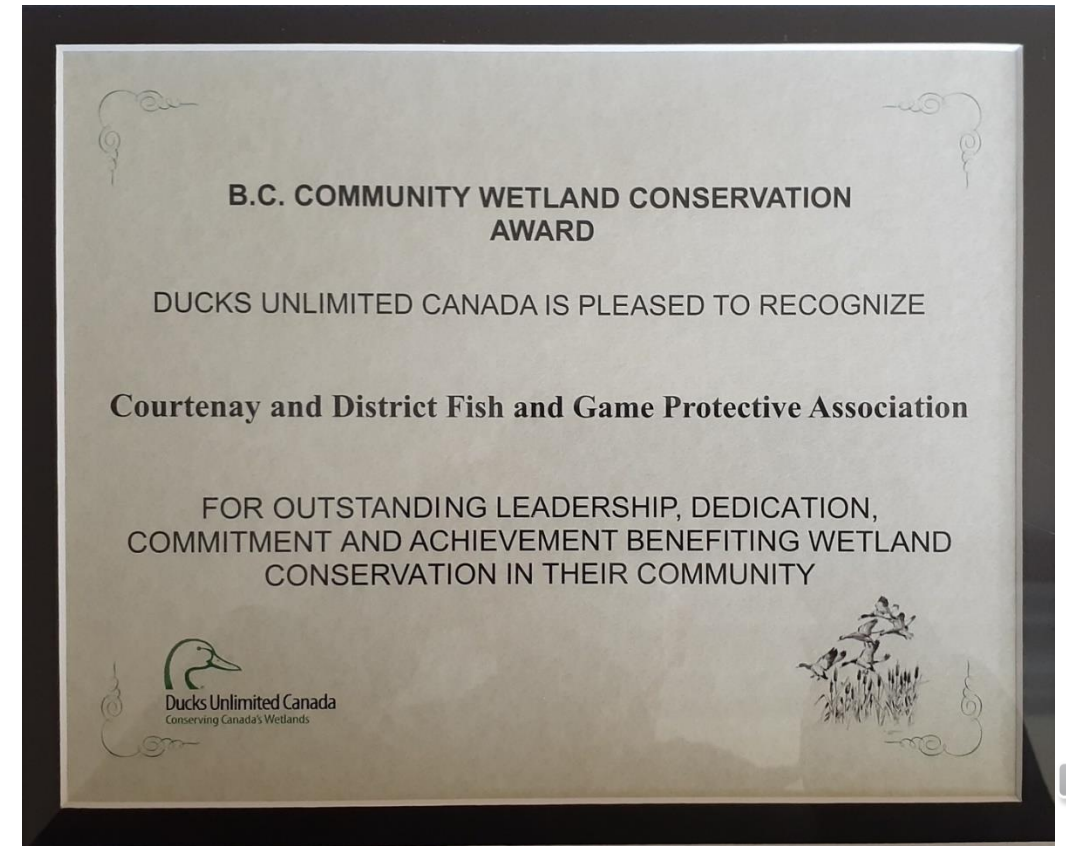 B.C. COMMUNITY WETLAND CONSERVATION
AWARD
DUCKS UNLIMITED CANADA IS PLEASED TO RECOGNIZE
Courtenay and District Fish and Game Protective Association
FOR OUTSTANDING LEADERSHIP, DEDICATION,
COMMITMENT AND ACHIEVEMENT BENEFITING WETLAND
CONSERVATION IN THEIR COMMUNITY
Ducks Unlimited Canada
Conserving Canada's Wetlands